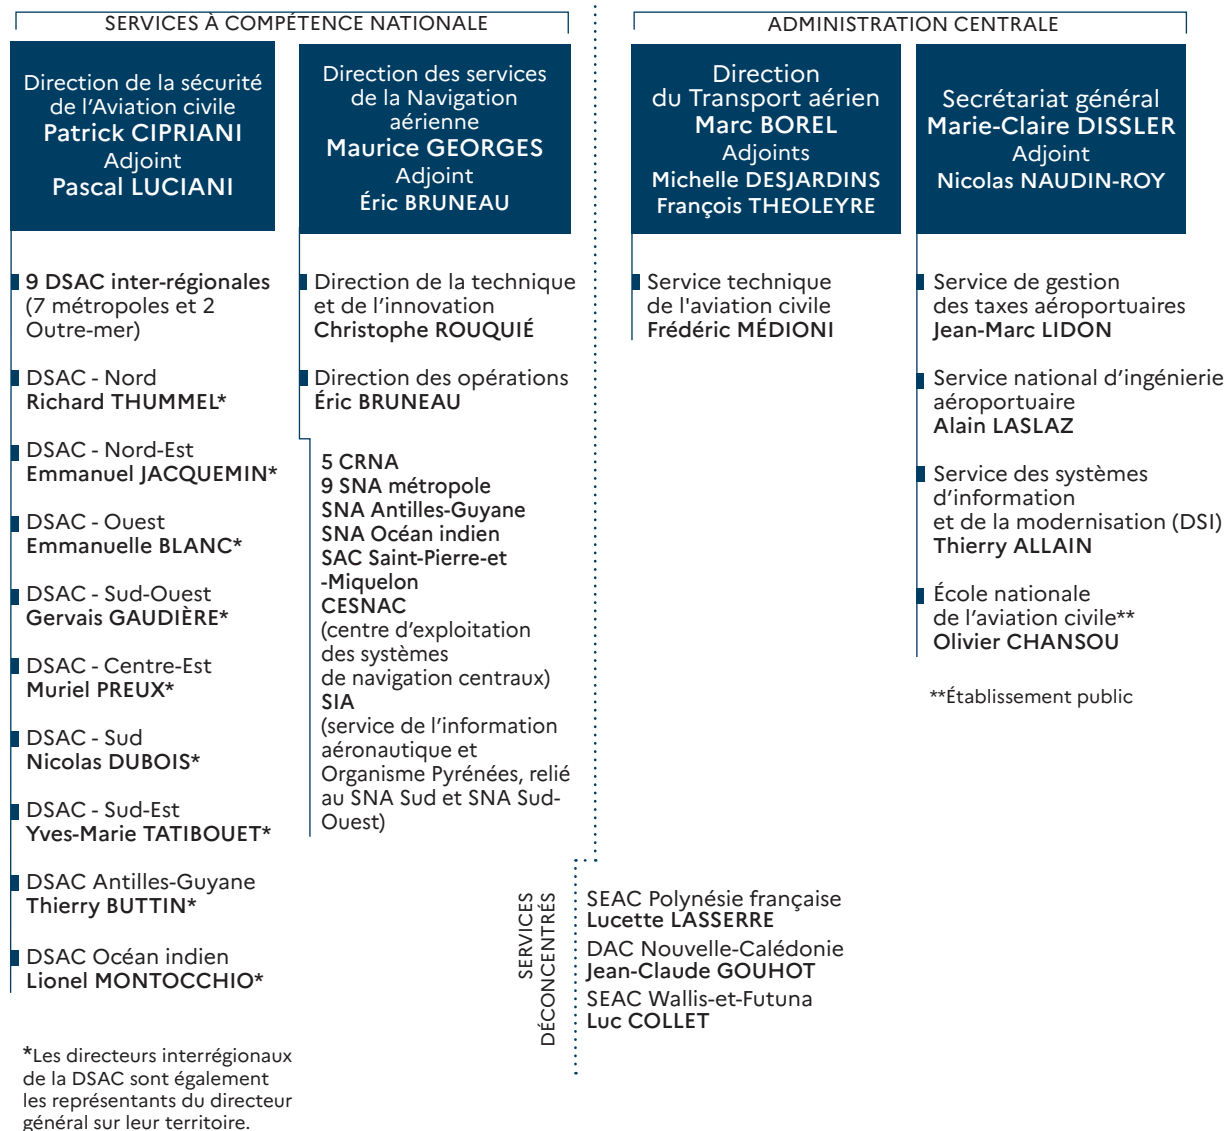 SERVICES À COMPÉTENCE NATIONALE
Direction de la sécurité
de l’Aviation civile
Patrick CIPRIANI
Adjoint
Pascal LUCIANI
9 DSAC inter-régionales
(7 métropoles et 2
Outre-mer)
DSAC - Nord
Richard THUMMEL*
DSAC - Nord-Est
Emmanuel JACQUEMIN*
DSAC - Ouest
Emmanuelle BLANC*
DSAC - Sud-Ouest
Gervais GAUDIÈRE*
DSAC - Centre-Est
Muriel PREUX*
DSAC - Sud
Nicolas DUBOIS*
DSAC - Sud-Est
Yves-Marie TATIBOUET*
DSAC Antilles-Guyane
Thierry BUTTIN*
DSAC Océan indien
Lionel MONTOCCHIO*
*Les directeurs interrégionaux
de la DSAC sont également
les représentants du directeur
général sur leur territoire.
Direction des services
de la Navigation
aérienne
Maurice GEORGES
Adjoint
Éric BRUNEAU
Direction de la technique
et de l’innovation
Christophe ROUQUIÉ
Direction des opérations
Éric BRUNEAU
5 CRNA
9 SNA métropole
SNA Antilles-Guyane
SNA Océan indien
SAC Saint-Pierre-et
-Miquelon
CESNAC
(centre d’exploitation
des systèmes
de navigation centraux)
SIA
(service de l’information
aéronautique et
Organisme Pyrénées, relié
au SNA Sud et SNA Sud-
Ouest)
ADMINISTRATION CENTRALE
Direction
du Transport aérien
Marc BOREL
Adjoints
Michelle DESJARDINS
François THEOLEYRE
Service technique
de l'aviation civile
Frédéric MÉDIONI
Secrétariat général
Marie-Claire DISSLER
Adjoint
Nicolas NAUDIN-ROY
Service de gestion
des taxes aéroportuaires
Jean-Marc LIDON
Service national d’ingénierie
aéroportuaire
Alain LASLAZ
Service des systèmes
d’information
et de la modernisation (DSI)
Thierry ALLAIN
École nationale
de l’aviation civile**
Olivier CHANSOU
**Établissement public
SERVICES
DÉCONCENTRÉS
SEAC Polynésie française
Lucette LASSERRE
DAC Nouvelle-Calédonie
Jean-Claude GOUHOT
SEAC Wallis-et-Futuna
Luc COLLET